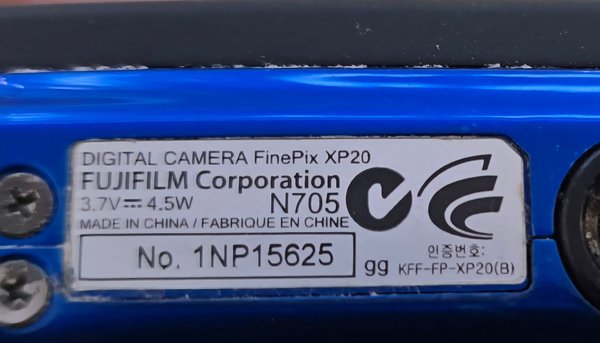 DIGITAL CAMERA FinePix XP20
FUJIFILM Corporation
3.7V⎓ 4.5W N705
MADE IN CHINA / FABRIQUE EN CHINE
No. 1NP15625
gg
인증번호:
KFF-FP-XP20(B)